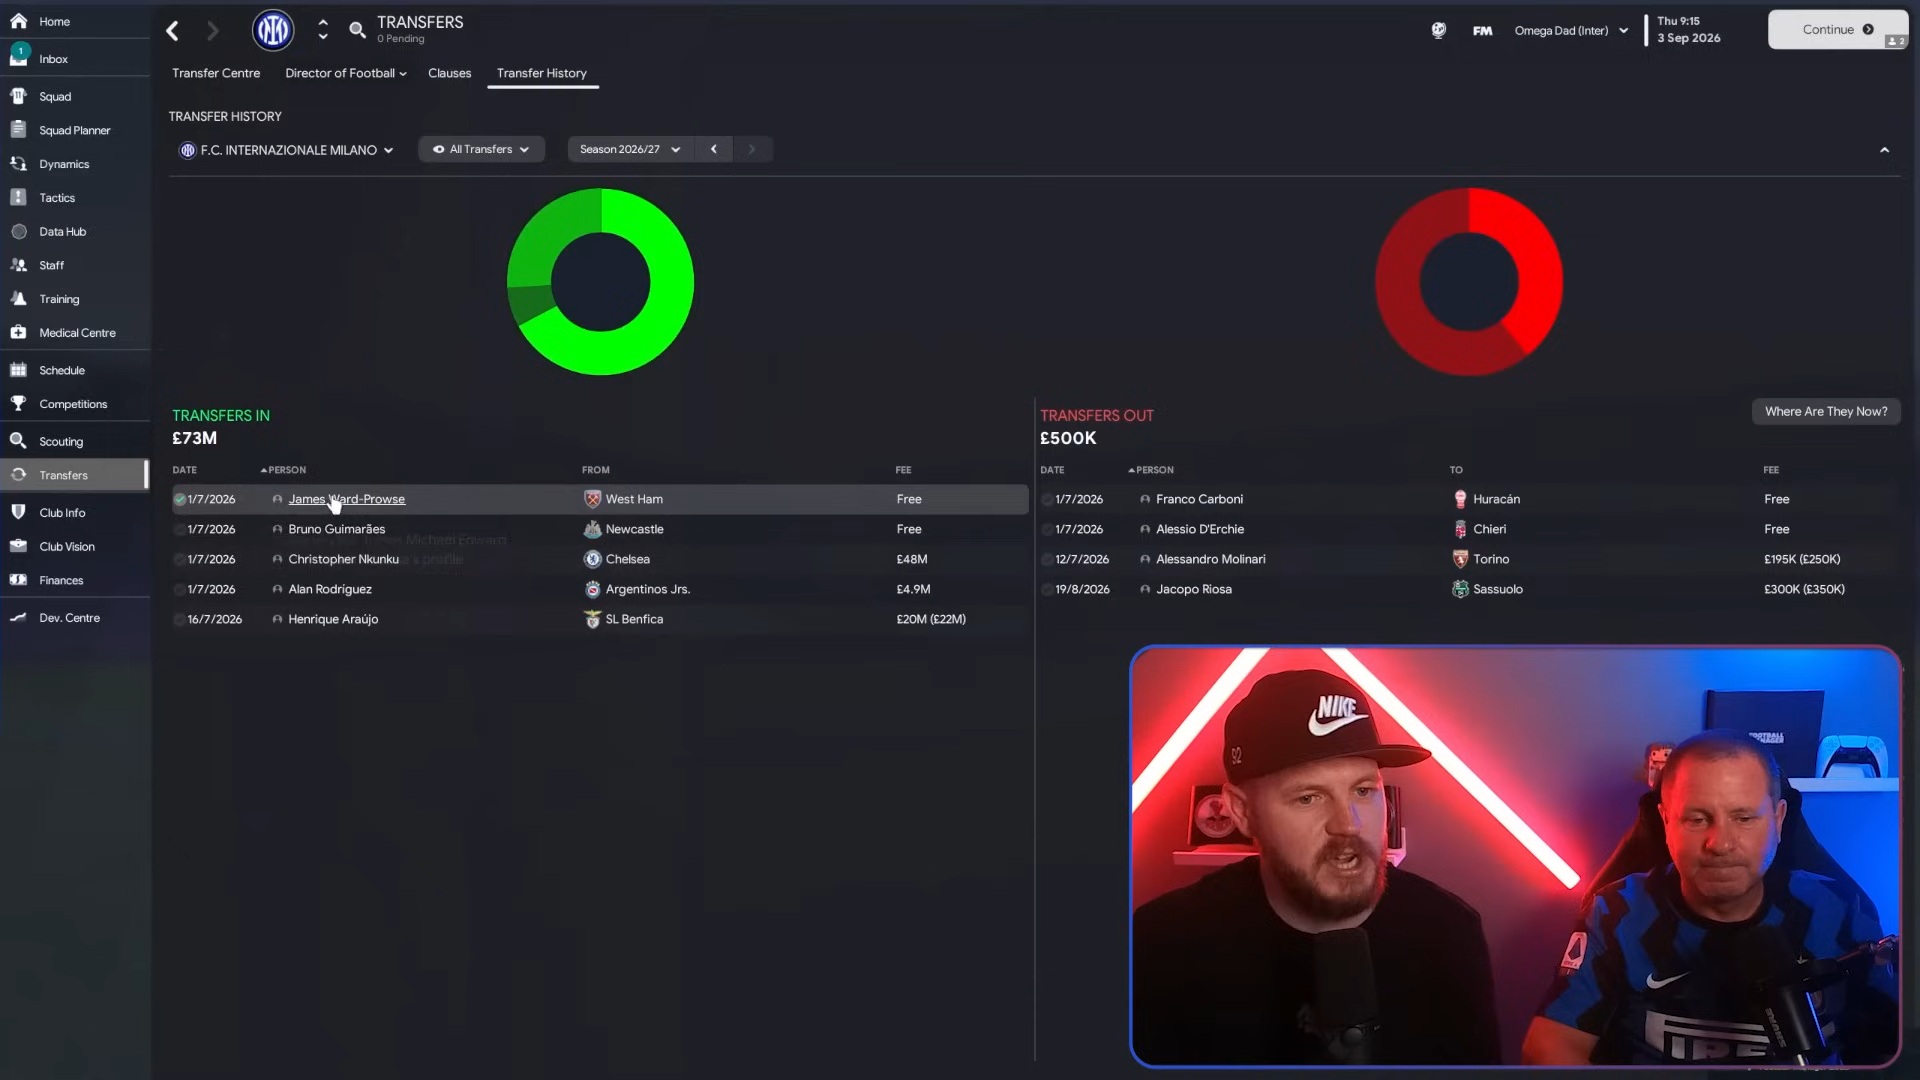 Home
TRANSFERS
0 Pending
FM
Omega Dad (Inter)
Thu 9:15
3 Sep 2026
Continue
2
1
Inbox
Squad
Squad Planner
Dynamics
Tactics
Data Hub
Staff
Training
Medical Centre
Schedule
Competitions
Scouting
Transfers
Club Info
Club Vision
Finances
Dev. Centre
Transfer Centre
Director of Football
Clauses
Transfer History
TRANSFER HISTORY
F.C. INTERNAZIONALE MILANO
All Transfers
Season 2026/27
TRANSFERS IN
£73M
DATE PERSON FROM FEE
1/7/2026 James Ward-Prowse West Ham Free
1/7/2026 Bruno Guimarães Newcastle Free
1/7/2026 Christopher Nkunku Chelsea £48M
1/7/2026 Alan Rodríguez Argentinos Jrs. £4.9M
16/7/2026 Henrique Araújo SL Benfica £20M (£22M)
TRANSFERS OUT
£500K
Where Are They Now?
DATE PERSON TO FEE
1/7/2026 Franco Carboni Huracán Free
1/7/2026 Alessio D'Erchie Chieri Free
12/7/2026 Alessandro Molinari Torino £195K (£250K)
19/8/2026 Jacopo Riosa Sassuolo £300K (£350K)
NIKE
92
FOOTBALL
MANAGER